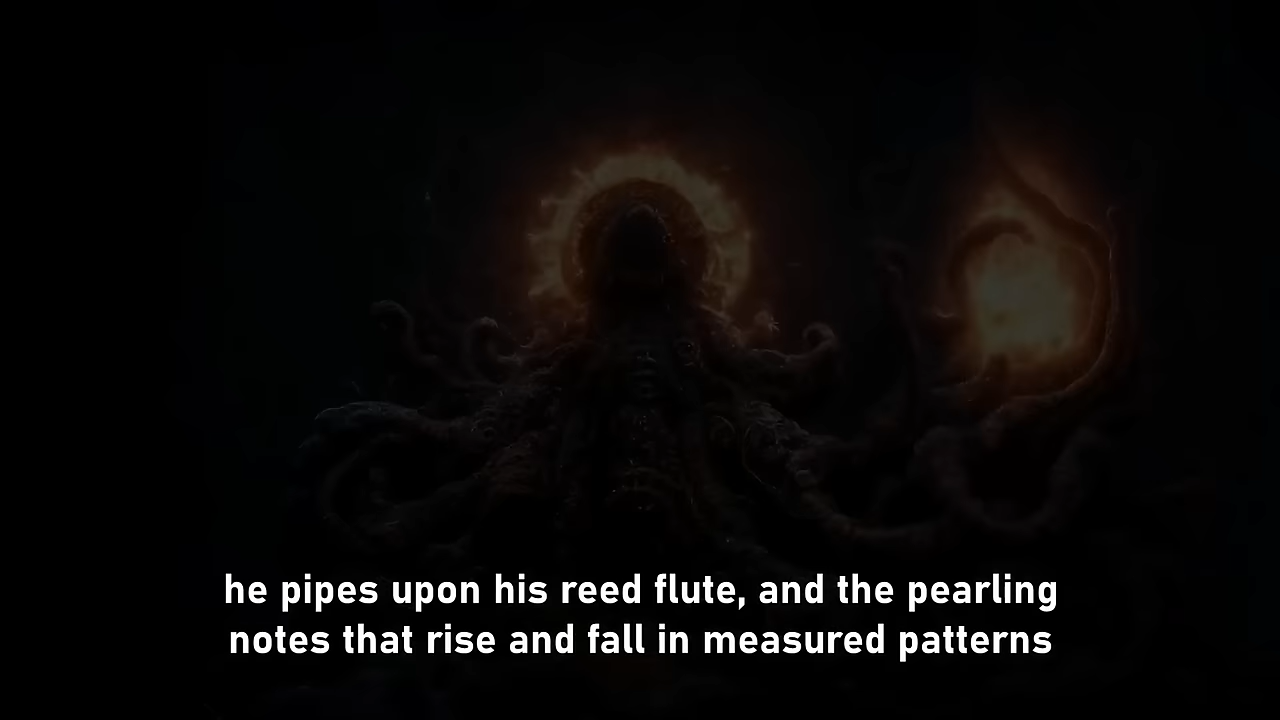 he pipes upon his reed flute, and the pearling
notes that rise and fall in measured patterns